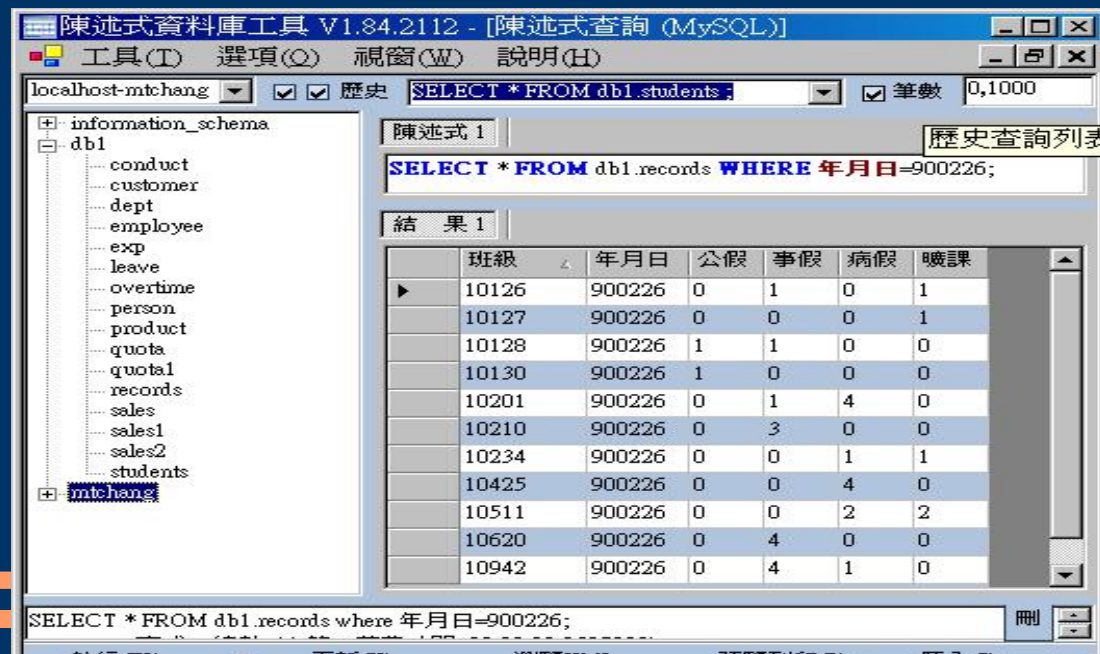 陳述式資料庫工具 V1.84.2112 - [陳述式查詢 (MySQL)]
工具(T) 選項(O) 視窗(W) 說明(H)
localhost-mtchang 歷史 SELECT * FROM db1.students ; 筆數 0,1000
歷史查詢列表
information_schema
db1
conduct
customer
dept
employee
exp
leave
overtime
person
product
quota
quota1
records
sales
sales1
sales2
students
mtchang
陳述式 1
SELECT * FROM db1.records WHERE 年月日=900226;
結 果 1
班級 年月日 公假 事假 病假 曠課
10126 900226 0 1 0 1
10127 900226 0 0 0 1
10128 900226 1 1 0 0
10130 900226 1 0 0 0
10201 900226 0 1 4 0
10210 900226 0 3 0 0
10234 900226 0 0 1 1
10425 900226 0 0 4 0
10511 900226 0 0 2 2
10620 900226 0 4 0 0
10942 900226 0 4 1 0
SELECT * FROM db1.records where 年月日=900226;
刪